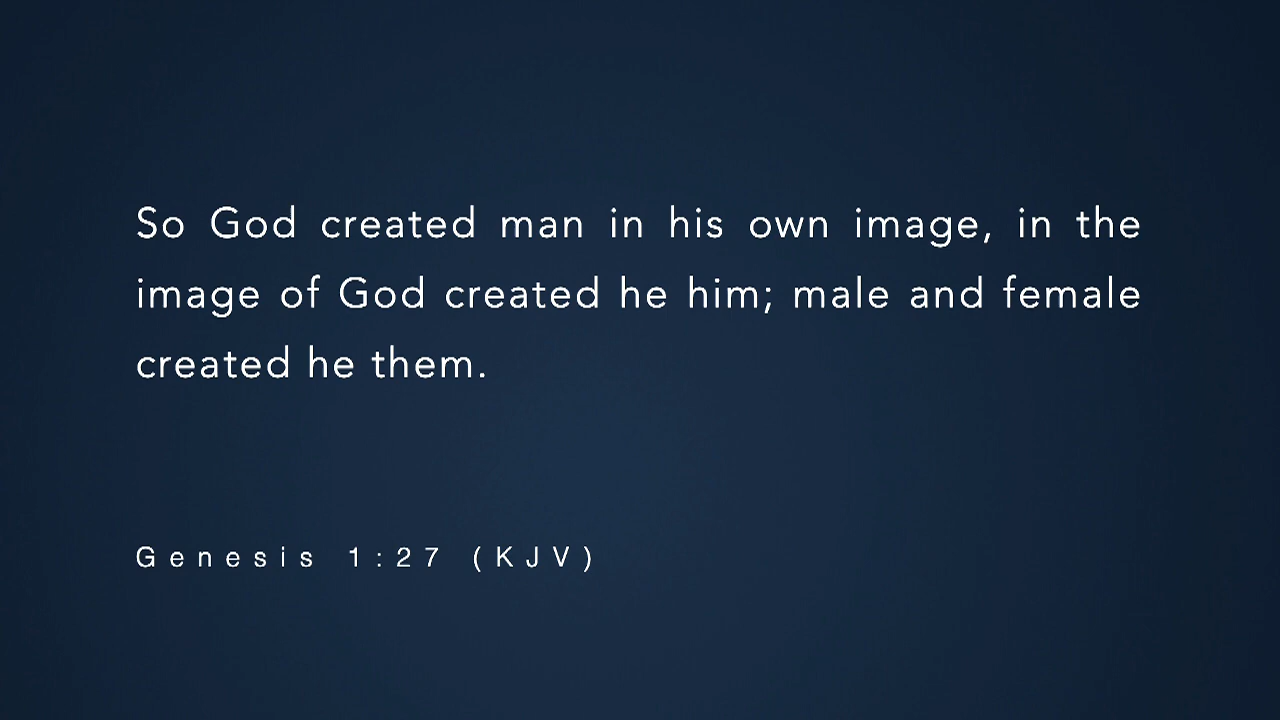 So God created man in his own image, in the
image of God created he him; male and female
created he them.
Genesis 1:27 (KJV)